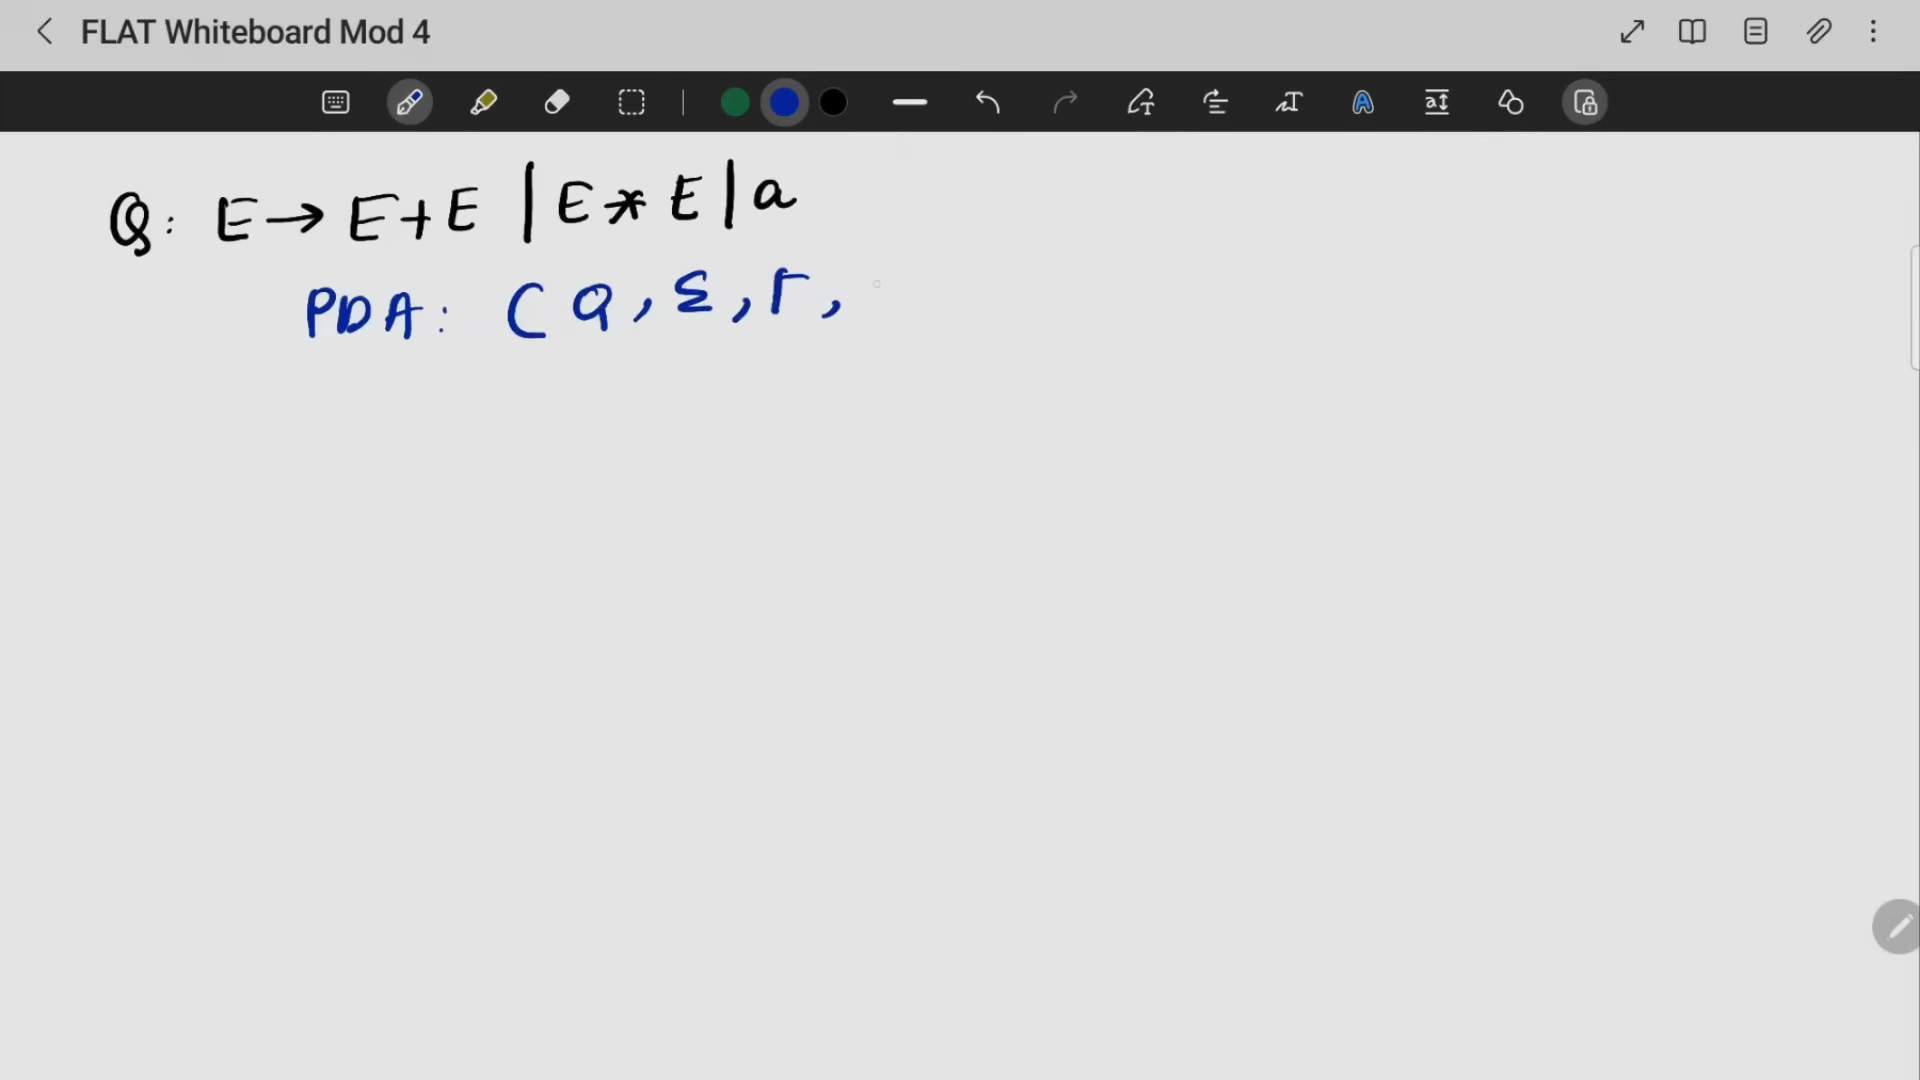 FLAT Whiteboard Mod 4
Q: E → E+E | E * E | a
PDA: ( Q, Σ, Γ,